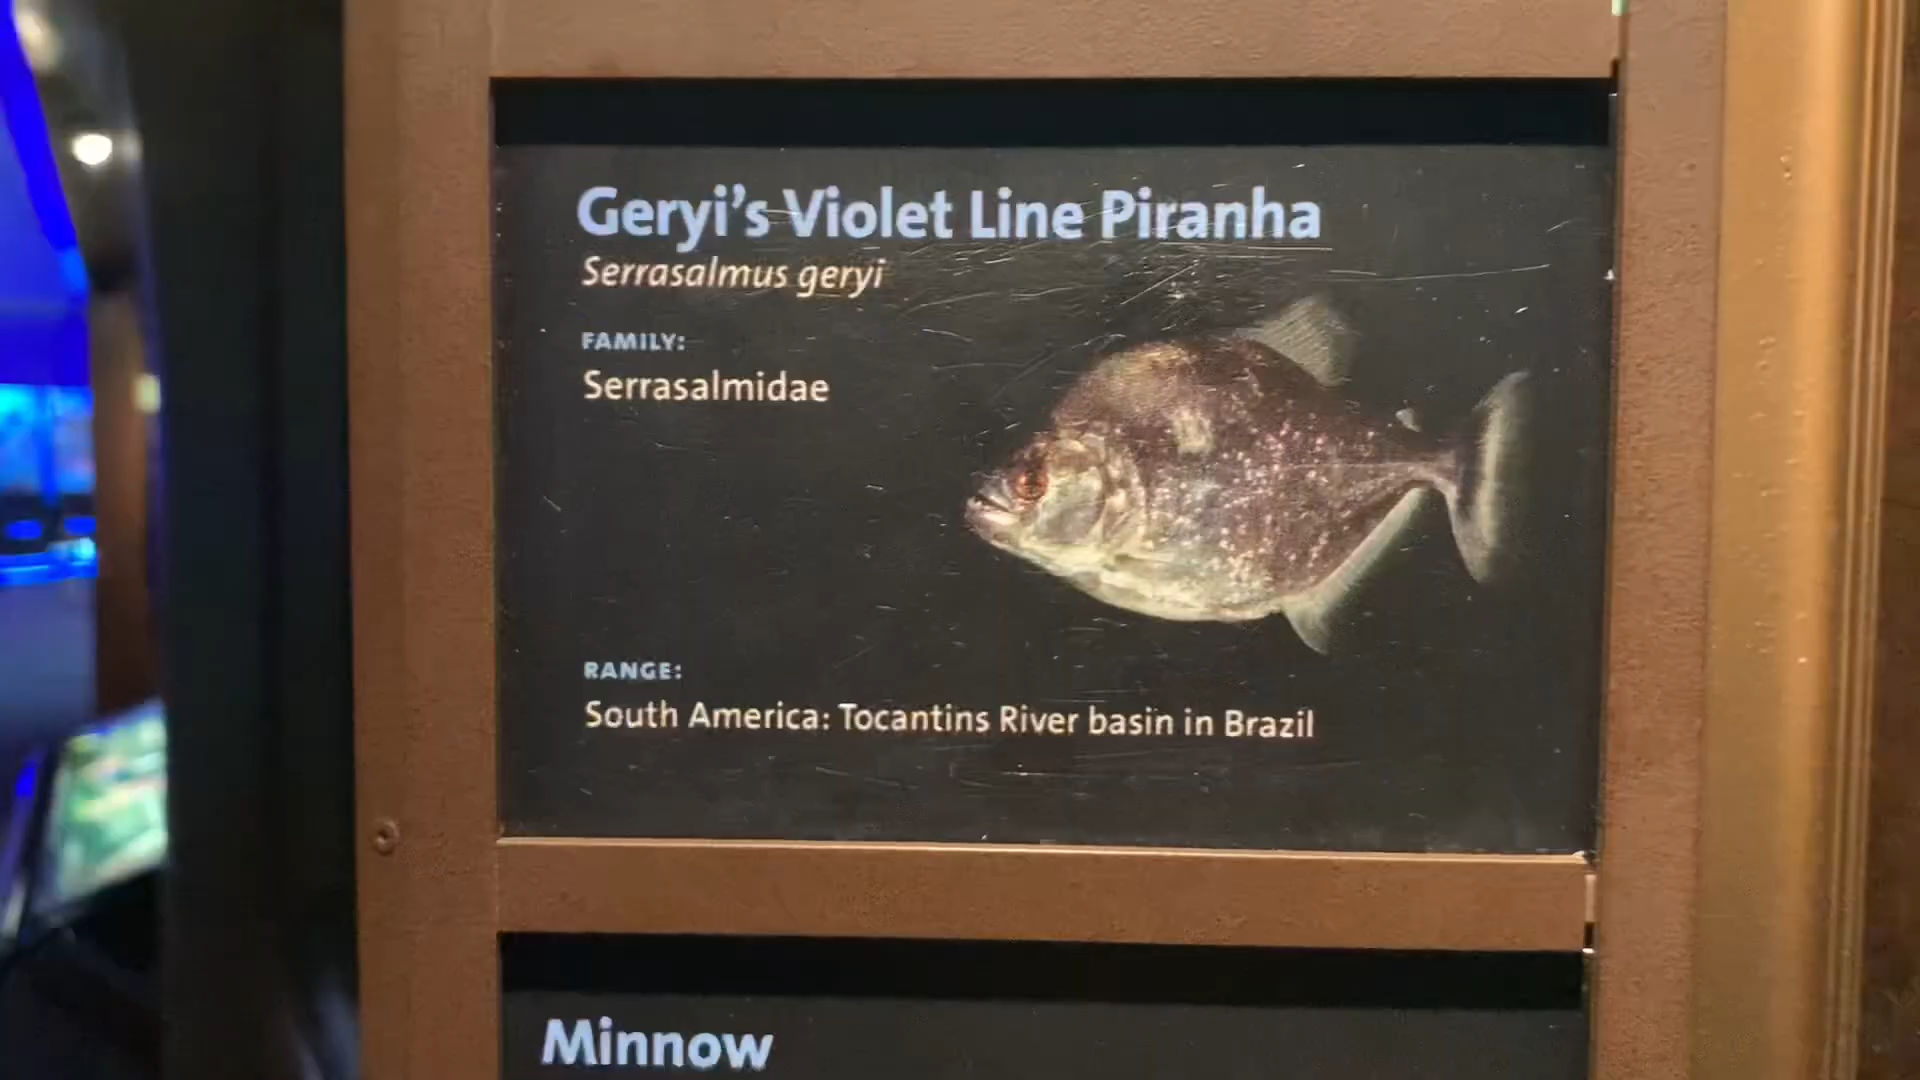 Geryi's Violet Line Piranha
Serrasalmus geryi
FAMILY:
Serrasalmidae
RANGE:
South America: Tocantins River basin in Brazil
Minnow